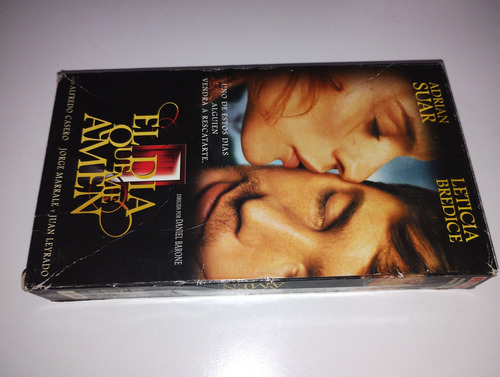 ADRIAN
SUAR
LETICIA
BREDICE
UNO DE ESTOS DIAS
ALGUIEN
VENDRA A RESCATARTE.
EL DIA
QUE ME
AMEN
DIRIGIDA POR DANIEL BARONE
ALFREDO CASERO JORGE MARRALE Y JUAN LEYRADO